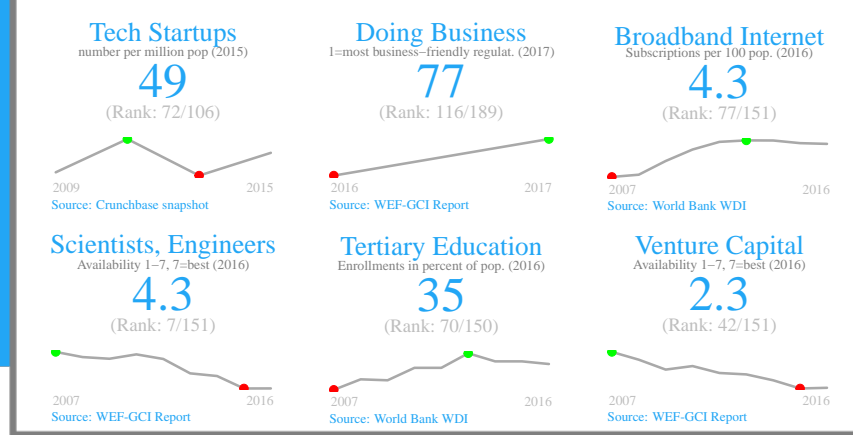 Tech Startups
number per million pop (2015)
49
(Rank: 72/106)
2009 2015
Source: Crunchbase snapshot
Doing Business
1=most business−friendly regulat. (2017)
77
(Rank: 116/189)
2016 2017
Source: WEF-GCI Report
Broadband Internet
Subscriptions per 100 pop. (2016)
4.3
(Rank: 77/151)
2007 2016
Source: World Bank WDI
Scientists, Engineers
Availability 1−7, 7=best (2016)
4.3
(Rank: 7/151)
2007 2016
Source: WEF-GCI Report
Tertiary Education
Enrollments in percent of pop. (2016)
35
(Rank: 70/150)
2007 2016
Source: World Bank WDI
Venture Capital
Availability 1−7, 7=best (2016)
2.3
(Rank: 42/151)
2007 2016
Source: WEF-GCI Report